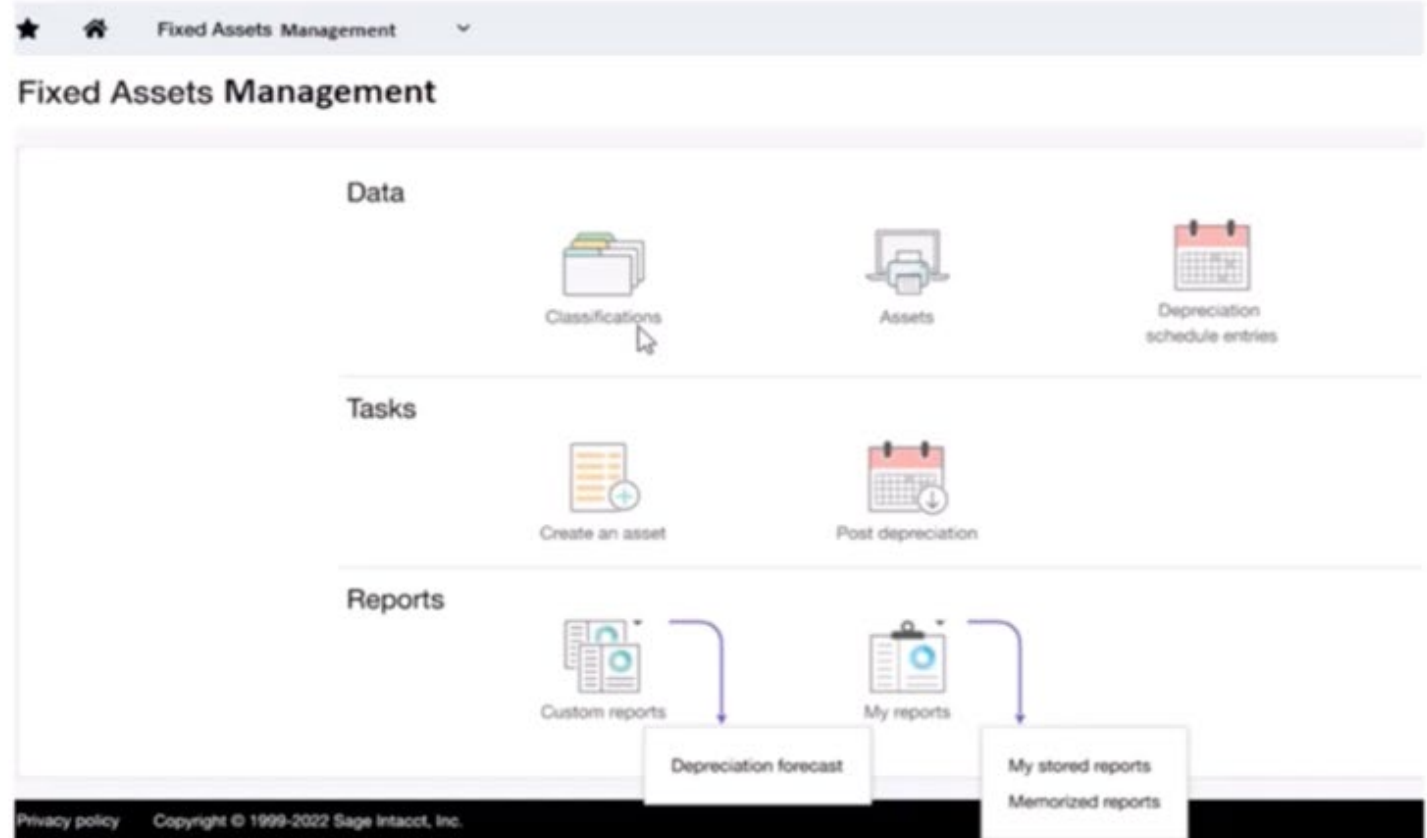 Fixed Assets Management
Fixed Assets Management
Data
Classifications
Assets
Depreciation
schedule entries
Tasks
Create an asset
Post depreciation
Reports
Custom reports
My reports
Depreciation forecast
My stored reports
Memorized reports
Privacy policy Copyright © 1999-2022 Sage Intacct, Inc.